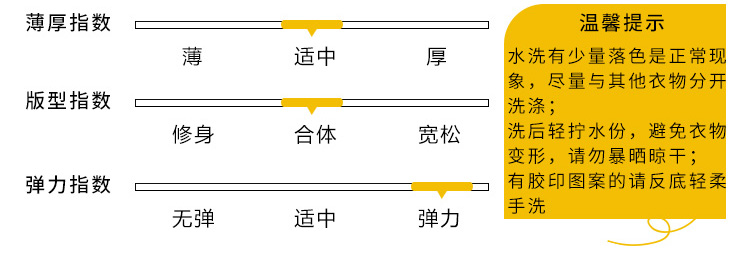 薄厚指数
薄 适中 厚
版型指数
修身 合体 宽松
弹力指数
无弹 适中 弹力
温馨提示
水洗有少量落色是正常现
象，尽量与其他衣物分开
洗涤；
洗后轻拧水份，避免衣物
变形，请勿暴晒晾干；
有胶印图案的请反底轻柔
手洗